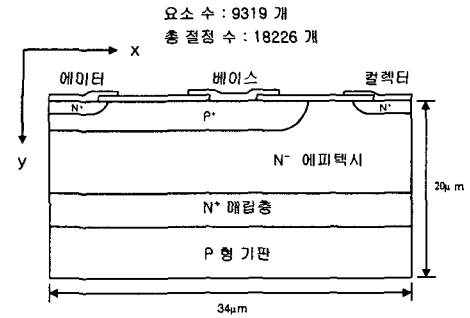 요소 수 : 9319 개
총 절점 수 : 18226 개
x
에미터 베이스 컬렉터
N⁺ P⁺ N⁺
y
N⁻ 에피텍시
20μm
N⁺ 매립층
P 형 기판
34μm